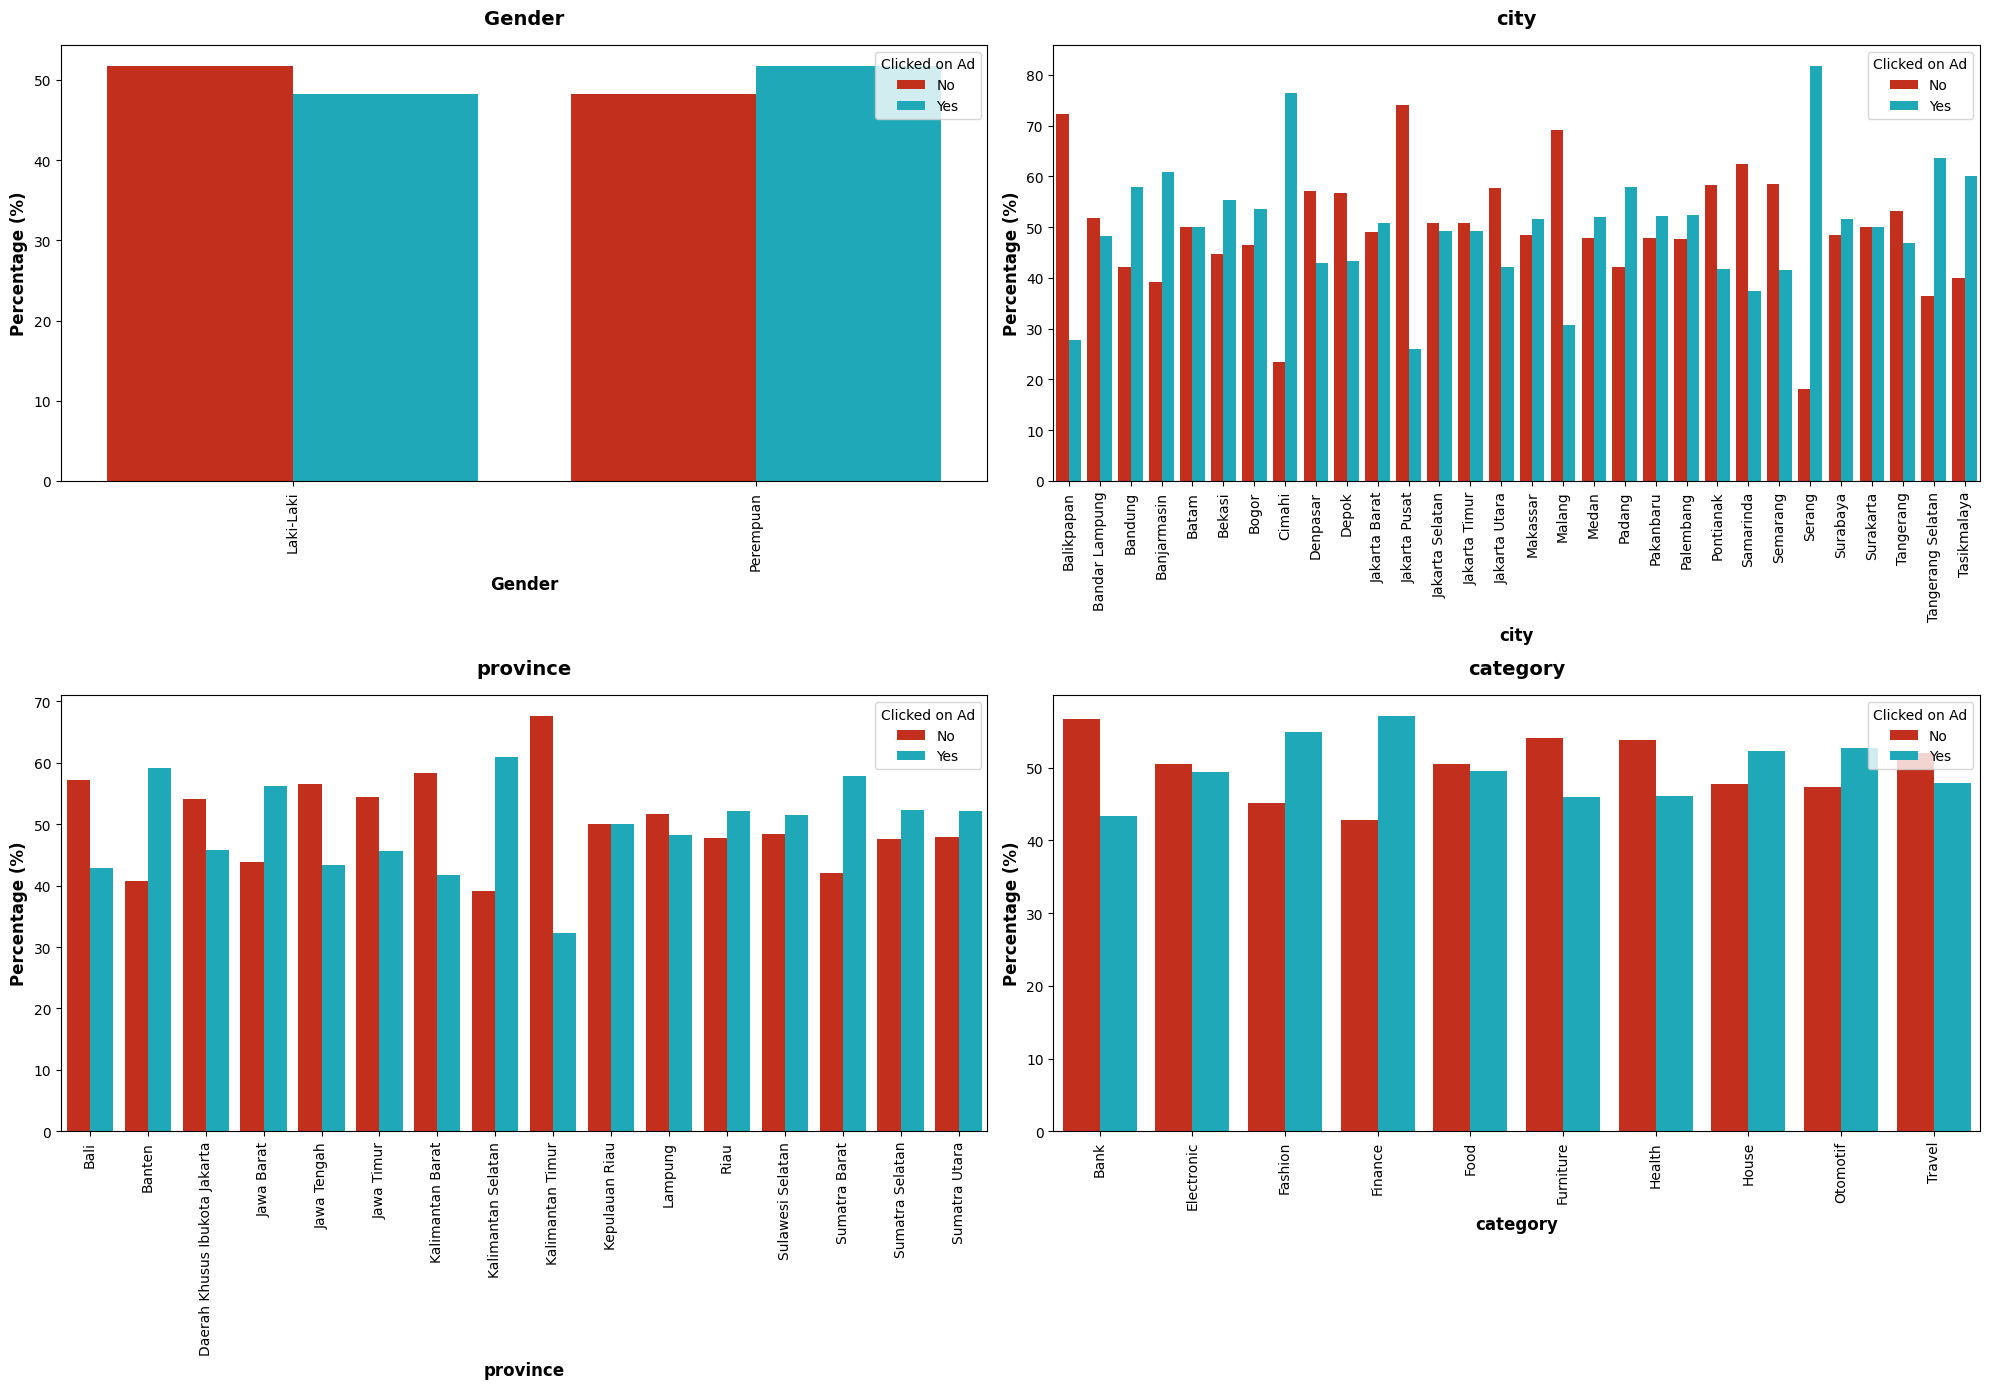 Gender
Percentage (%)
50
40
30
20
10
0
Clicked on Ad
No
Yes
Laki-Laki
Perempuan
Gender
city
Percentage (%)
80
70
60
50
40
30
20
10
0
Clicked on Ad
No
Yes
Balikpapan
Bandar Lampung
Bandung
Banjarmasin
Batam
Bekasi
Bogor
Cimahi
Denpasar
Depok
Jakarta Barat
Jakarta Pusat
Jakarta Selatan
Jakarta Timur
Jakarta Utara
Makassar
Malang
Medan
Padang
Pakanbaru
Palembang
Pontianak
Samarinda
Semarang
Serang
Surabaya
Surakarta
Tangerang
Tangerang Selatan
Tasikmalaya
city
province
Percentage (%)
70
60
50
40
30
20
10
0
Clicked on Ad
No
Yes
Bali
Banten
Daerah Khusus Ibukota Jakarta
Jawa Barat
Jawa Tengah
Jawa Timur
Kalimantan Barat
Kalimantan Selatan
Kalimantan Timur
Kepulauan Riau
Lampung
Riau
Sulawesi Selatan
Sumatra Barat
Sumatra Selatan
Sumatra Utara
province
category
Percentage (%)
50
40
30
20
10
0
Clicked on Ad
No
Yes
Bank
Electronic
Fashion
Finance
Food
Furniture
Health
House
Otomotif
Travel
category